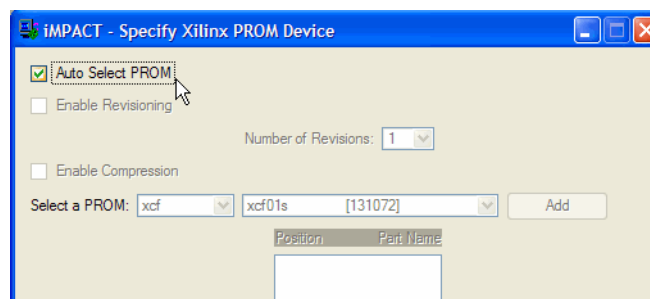 iMPACT - Specify Xilinx PROM Device
Auto Select PROM
Enable Revisioning
Number of Revisions: 1
Enable Compression
Select a PROM: xcf xcf01s [131072] Add
Position Part Name